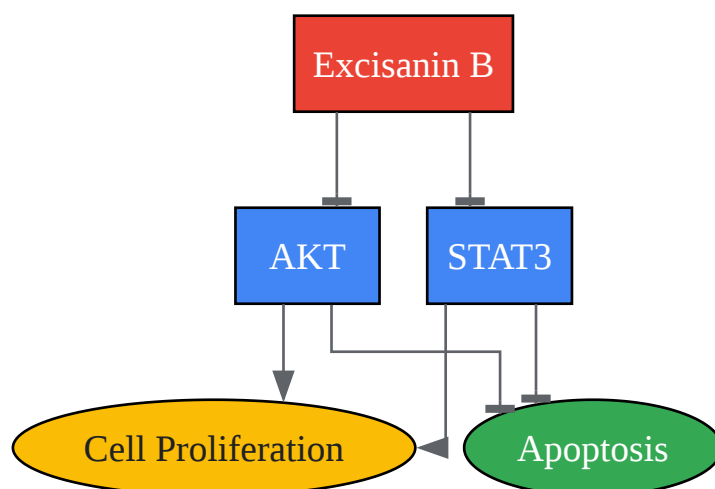 Excisanin B
AKT
STAT3
Cell Proliferation
Apoptosis